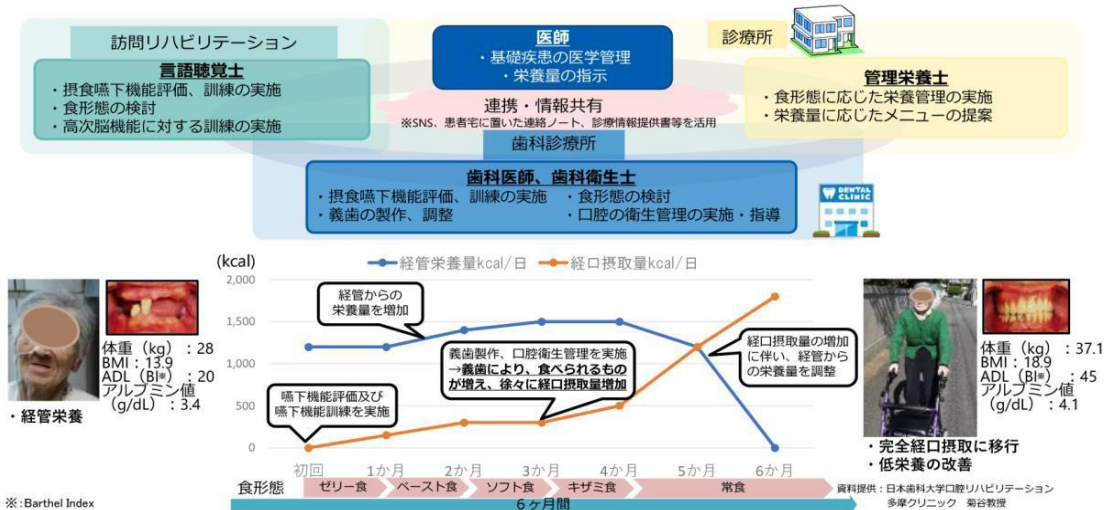 訪問リハビリテーション
言語聴覚士
・摂食嚥下機能評価、訓練の実施
・食形態の検討
・高次脳機能に対する訓練の実施
医師
・基礎疾患の医学管理
・栄養量の指示
診療所
管理栄養士
・食形態に応じた栄養管理の実施
・栄養量に応じたメニューの提案
連携・情報共有
※SNS、患者宅に置いた連絡ノート、診療情報提供書等を活用
歯科診療所
歯科医師、歯科衛生士
・摂食嚥下機能評価、訓練の実施 ・食形態の検討
・義歯の製作、調整 ・口腔の衛生管理の実施・指導
DENTAL
CLINIC
(kcal)
経管栄養量kcal/日 経口摂取量kcal/日
2,000
1,500
1,000
500
0
経管からの
栄養量を増加
義歯製作、口腔衛生管理を実施
→義歯により、食べられるもの
が増え、徐々に経口摂取量増加
嚥下機能評価及び
嚥下機能訓練を実施
経口摂取量の増加
に伴い、経管から
の栄養量を調整
体重（kg）：28
BMI：13.9
ADL（BI※）：20
アルブミン値
（g/dL）：3.4
・経管栄養
体重（kg）：37.1
BMI：18.9
ADL（BI※）：45
アルブミン値
（g/dL）：4.1
・完全経口摂取に移行
・低栄養の改善
初回 1か月 2か月 3か月 4か月 5か月 6か月
食形態 ゼリー食 ペースト食 ソフト食 キザミ食 常食
6ヶ月間
資料提供：日本歯科大学口腔リハビリテーション
多摩クリニック 菊谷教授
※:Barthel Index